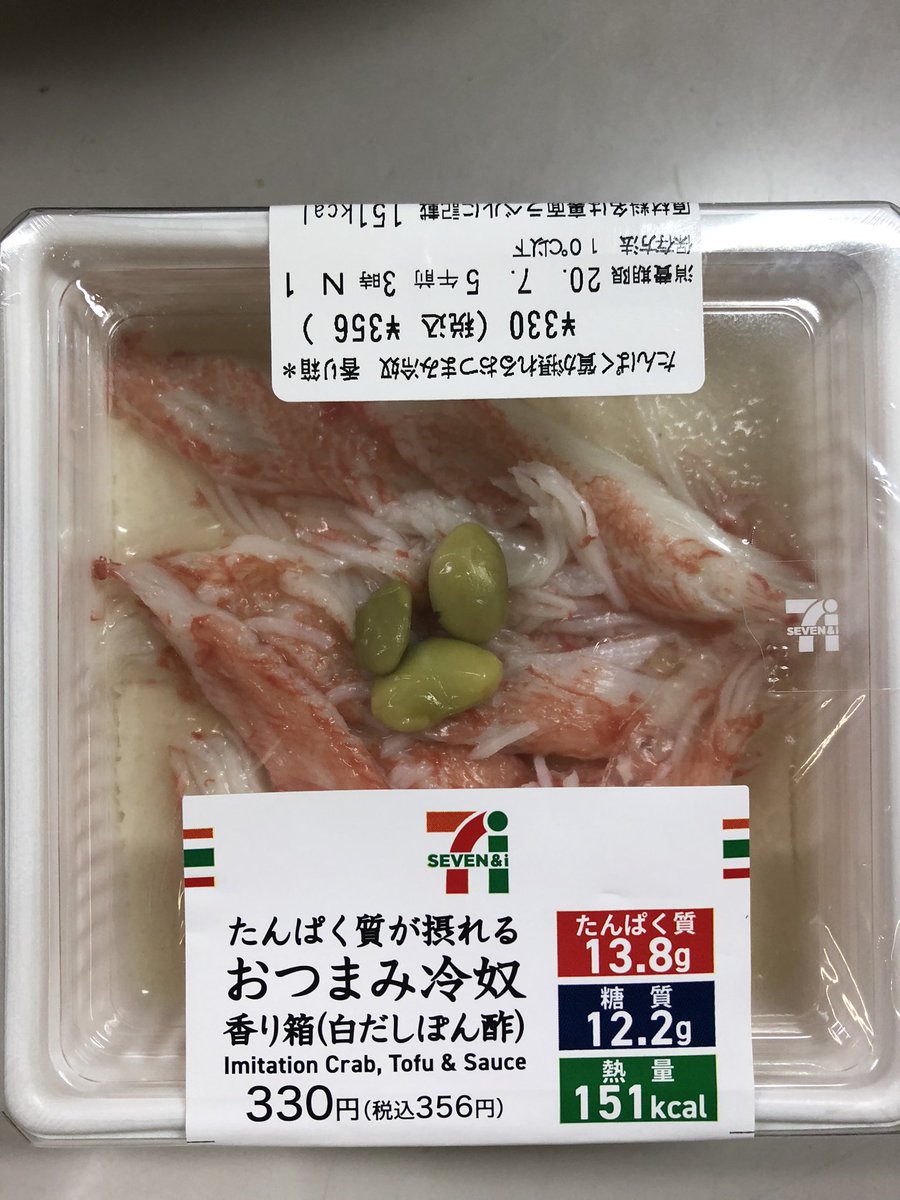 原材料名は裏面ラベルに記載 151kcal
保存方法 10℃以下
消費期限 20. 7. 5 午前 3時 N 1
¥330 (税込 ¥356 )
たんぱく質が摂れるおつまみ冷奴 香り箱*
SEVEN&i
SEVEN&i
たんぱく質が摂れる
おつまみ冷奴
香り箱(白だしぽん酢)
Imitation Crab, Tofu & Sauce
330円(税込356円)
たんぱく質
13.8g
糖質
12.2g
熱量
151kcal